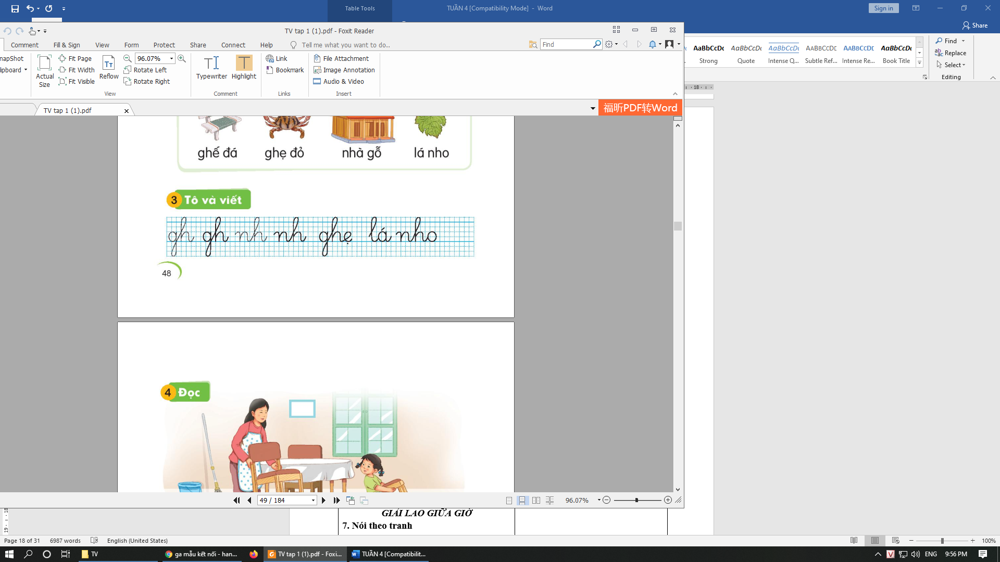 Table Tools
TUẦN 4 [Compatibility Mode] - Word
Sign in
Share
TV tap 1 (1).pdf - Foxit Reader
Comment Fill & Sign View Form Protect Share Connect Help Tell me what you want to do.. Find
napShot
lipboard
Actual Size
Fit Page
Fit Width
Fit Visible
Reflow
96.07%
Rotate Left
Rotate Right
View
Typewriter Highlight
Comment
Link
Bookmark
Links
File Attachment
Image Annotation
Audio & Video
Insert
AaBbCcDc AaBbCcDc AaBbCcDc AABBCCDE AABBCCDE AaBbCcDc
Strong Quote Intense Q... Subtle Ref... Intense Re... Book Title
Find
Replace
Select
Editing
18
TV tap 1 (1).pdf
福昕PDF转Word
ghế đá ghẹ đỏ nhà gỗ lá nho
3 Tô và viết
gh gh nh nh ghẹ lá nho
48
4 Đọc
49 / 184
96.07%
18
19
GIẢI LAO GIỮA GIỜ
7. Nói theo tranh
Page 18 of 31 6987 words English (United States) 100%
TV
ga mẫu kết nối - han...
TV tap 1 (1).pdf - Foxi...
TUẦN 4 [Compatibilit...
ENG 9:56 PM